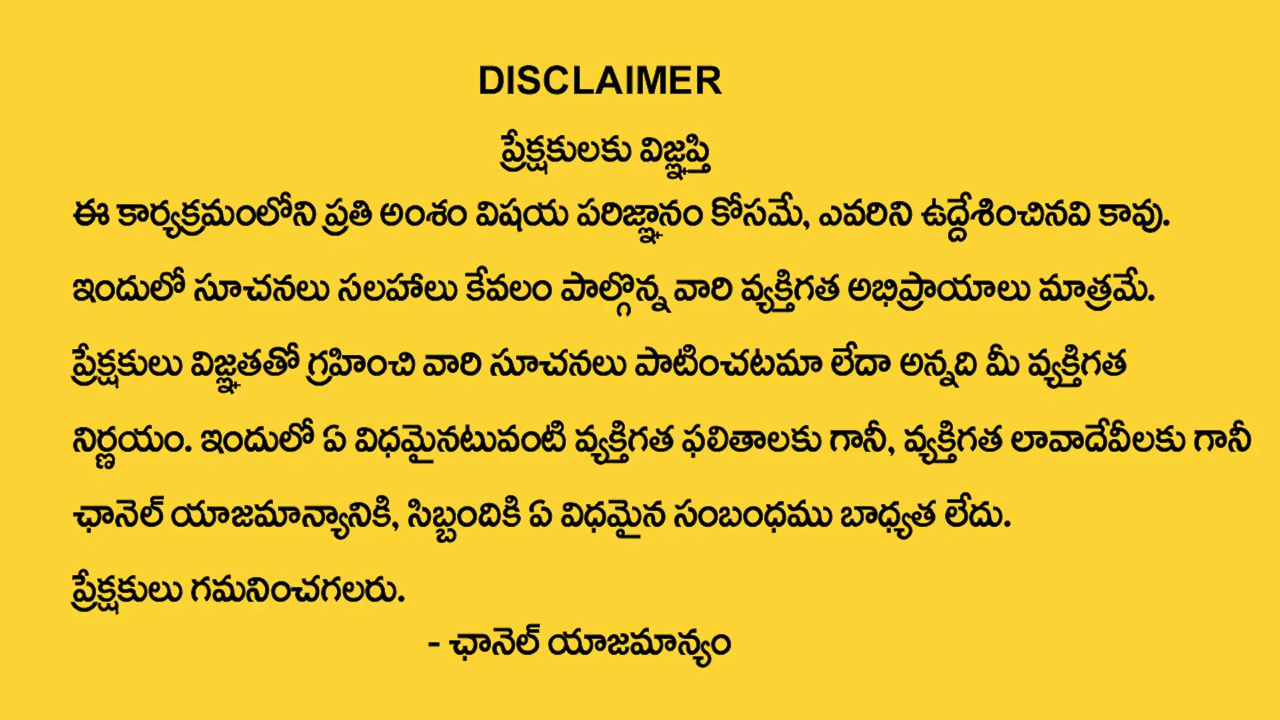 DISCLAIMER
ప్రేక్షకులకు విజ్ఞప్తి
ఈ కార్యక్రమంలోని ప్రతి అంశం విషయ పరిజ్ఞానం కోసమే, ఎవరిని ఉద్దేశించినవి కావు.
ఇందులో సూచనలు సలహాలు కేవలం పాల్గొన్న వారి వ్యక్తిగత అభిప్రాయాలు మాత్రమే.
ప్రేక్షకులు విజ్ఞతతో గ్రహించి వారి సూచనలు పాటించటమా లేదా అన్నది మీ వ్యక్తిగత
నిర్ణయం. ఇందులో ఏ విధమైనటువంటి వ్యక్తిగత ఫలితాలకు గానీ, వ్యక్తిగత లావాదేవీలకు గానీ
ఛానెల్ యాజమాన్యానికి, సిబ్బందికి ఏ విధమైన సంబంధము బాధ్యత లేదు.
ప్రేక్షకులు గమనించగలరు.
- ఛానెల్ యాజమాన్యం